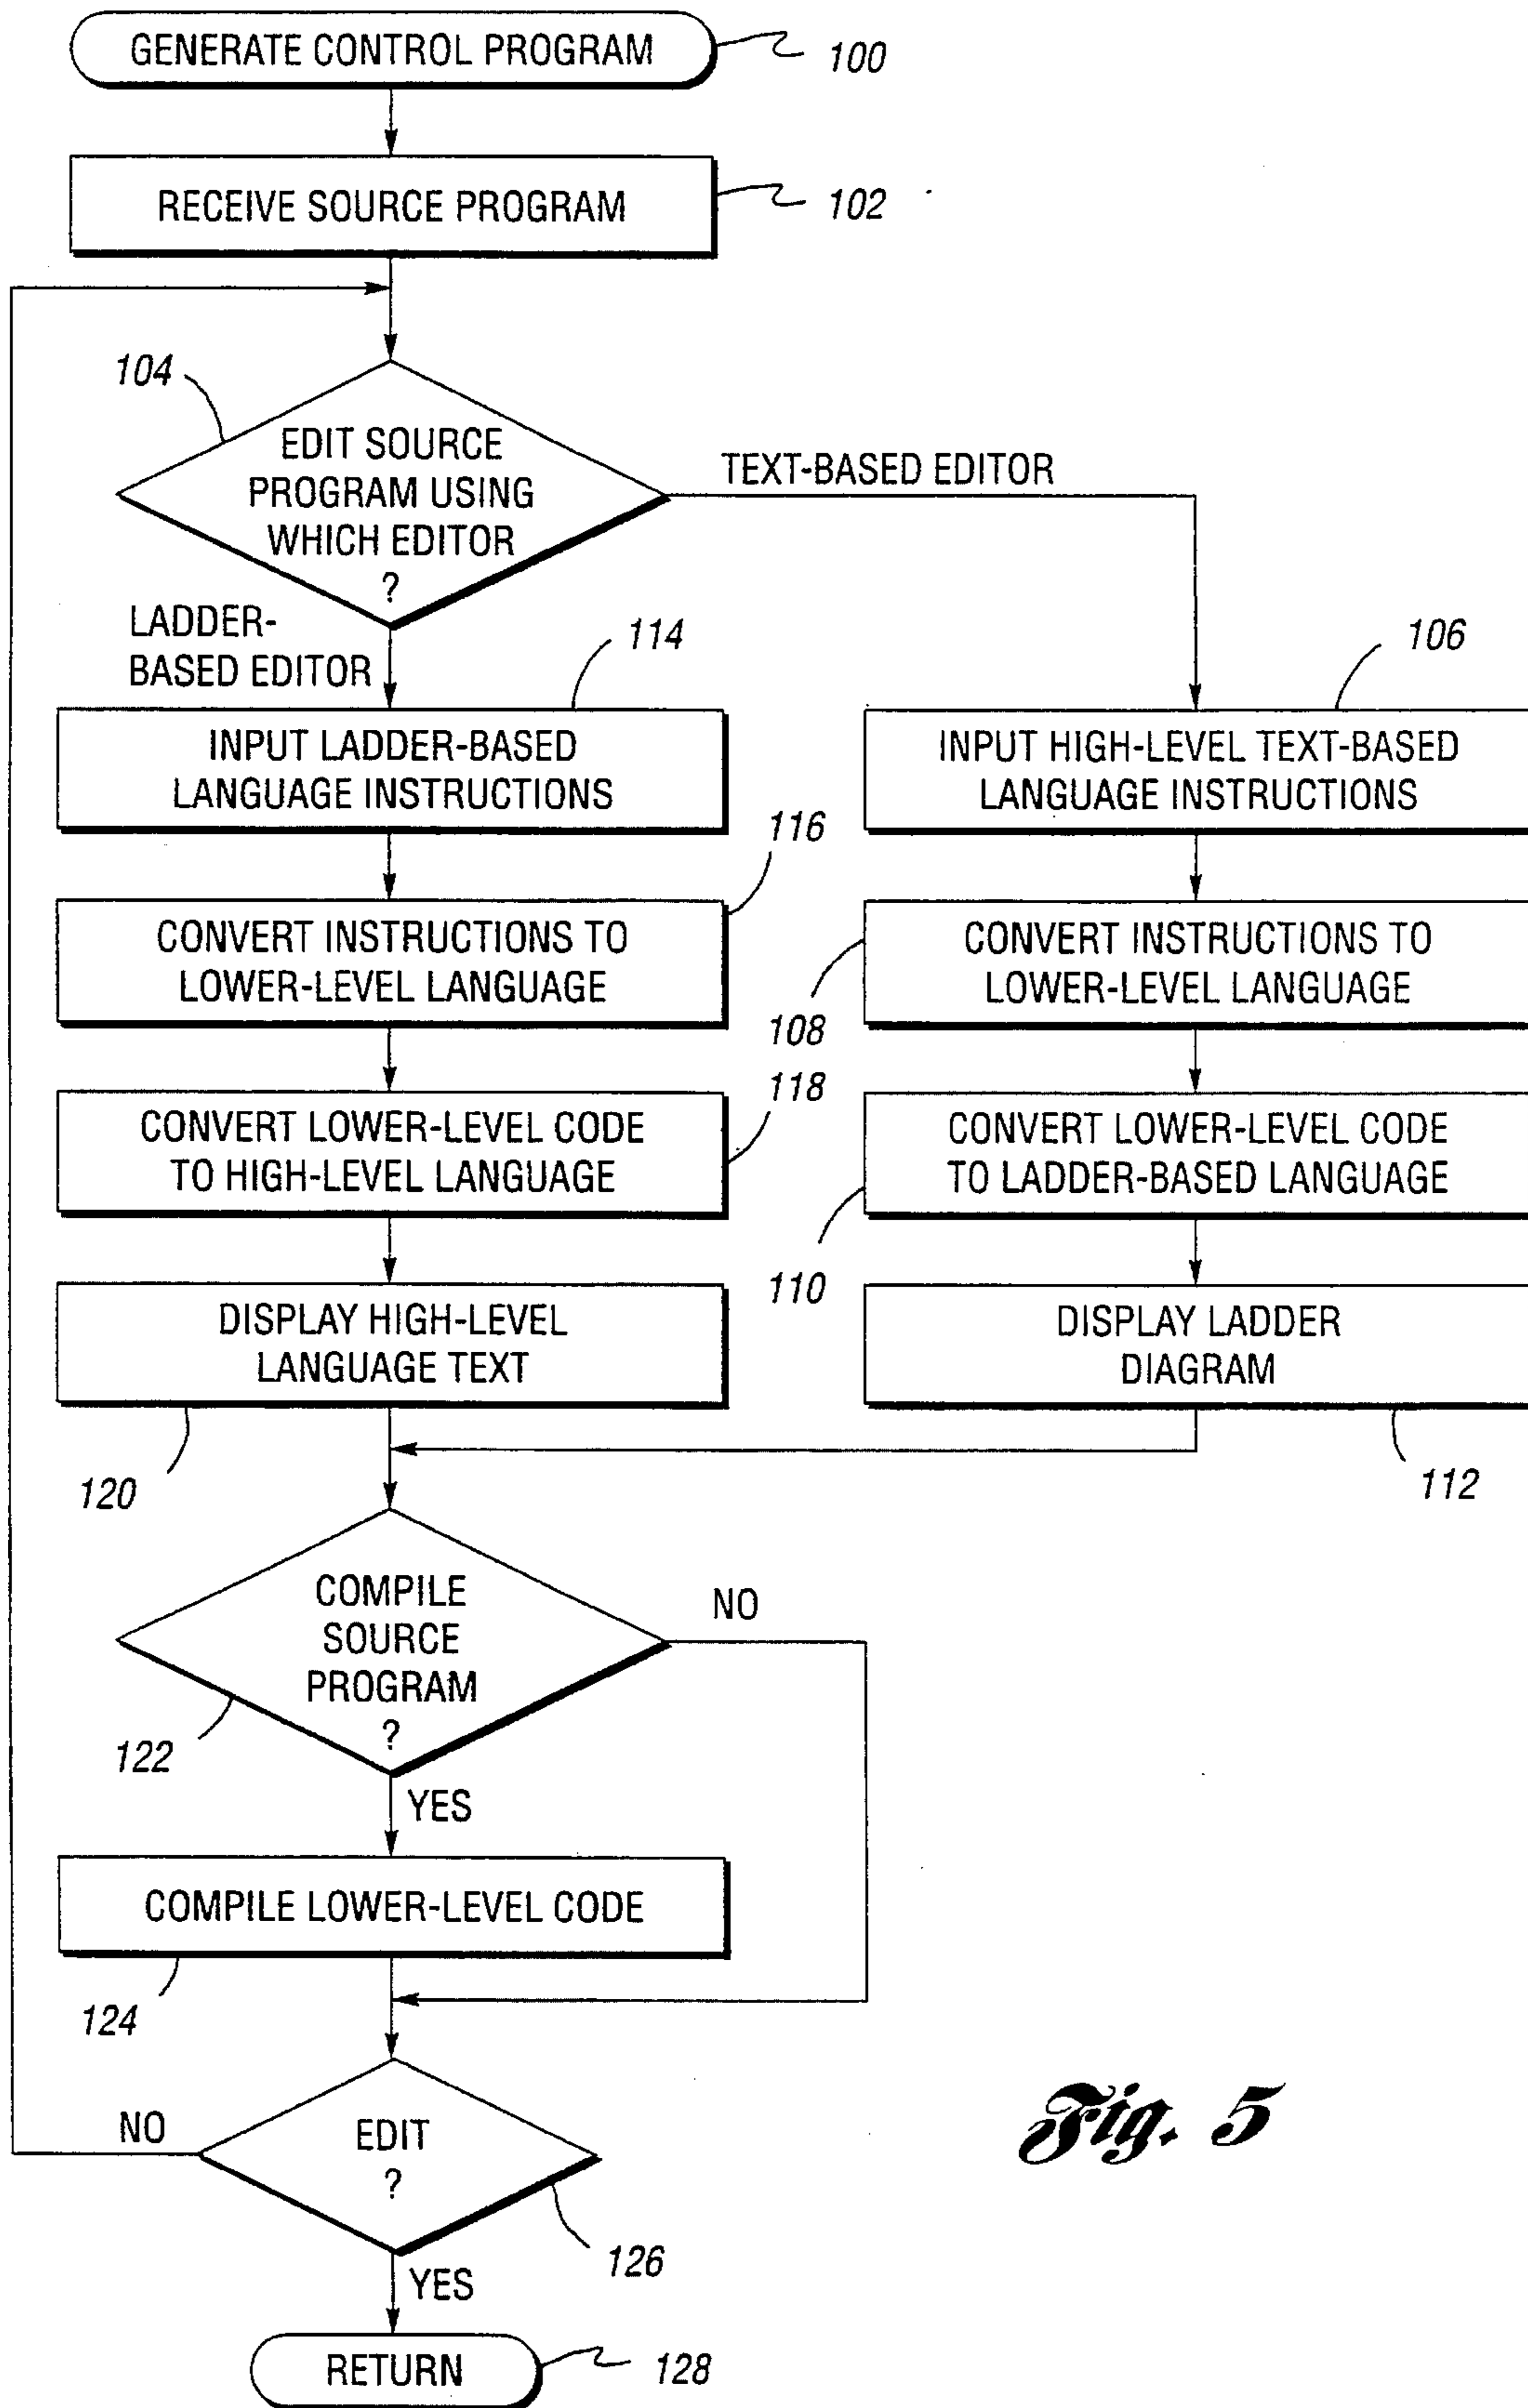 GENERATE CONTROL PROGRAM
100
RECEIVE SOURCE PROGRAM
102
104
EDIT SOURCE
PROGRAM USING
WHICH EDITOR
?
TEXT-BASED EDITOR
LADDER-
BASED EDITOR
114
106
INPUT LADDER-BASED
LANGUAGE INSTRUCTIONS
INPUT HIGH-LEVEL TEXT-BASED
LANGUAGE INSTRUCTIONS
116
CONVERT INSTRUCTIONS TO
LOWER-LEVEL LANGUAGE
CONVERT INSTRUCTIONS TO
LOWER-LEVEL LANGUAGE
108
118
CONVERT LOWER-LEVEL CODE
TO HIGH-LEVEL LANGUAGE
CONVERT LOWER-LEVEL CODE
TO LADDER-BASED LANGUAGE
110
DISPLAY HIGH-LEVEL
LANGUAGE TEXT
DISPLAY LADDER
DIAGRAM
120
112
COMPILE
SOURCE
PROGRAM
?
NO
122
YES
COMPILE LOWER-LEVEL CODE
124
NO
EDIT
?
126
YES
RETURN
128
Fig. 5